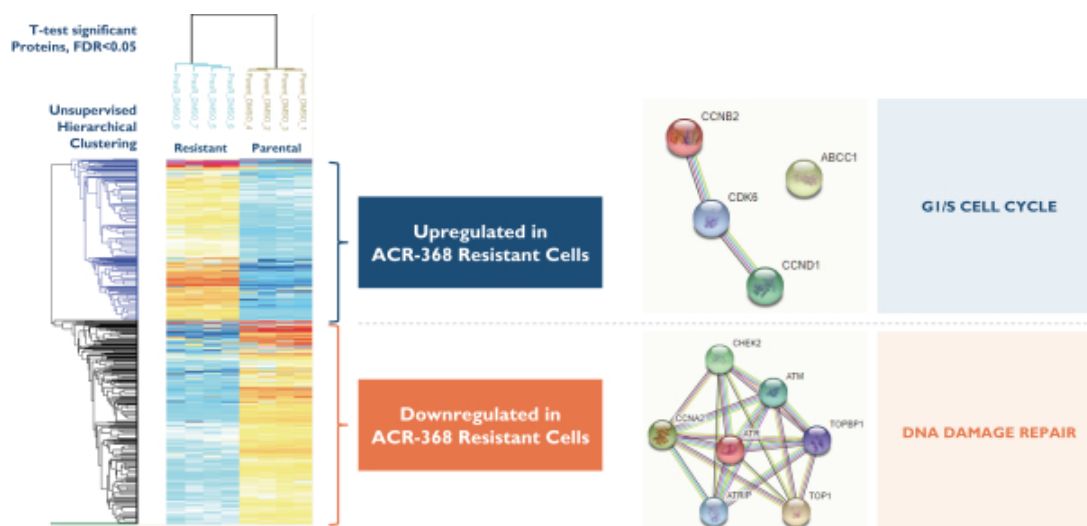 T-test significant
Proteins, FDR<0.05
Unsupervised
Hierarchical
Clustering
Resistant
Parental
Upregulated in
ACR-368 Resistant Cells
CCNB2
ABCC1
CDK6
CCND1
G1/S CELL CYCLE
Downregulated in
ACR-368 Resistant Cells
CHEK2
ATM
CCNA2
ATR
TOPBP1
ATRIP
TOP1
DNA DAMAGE REPAIR